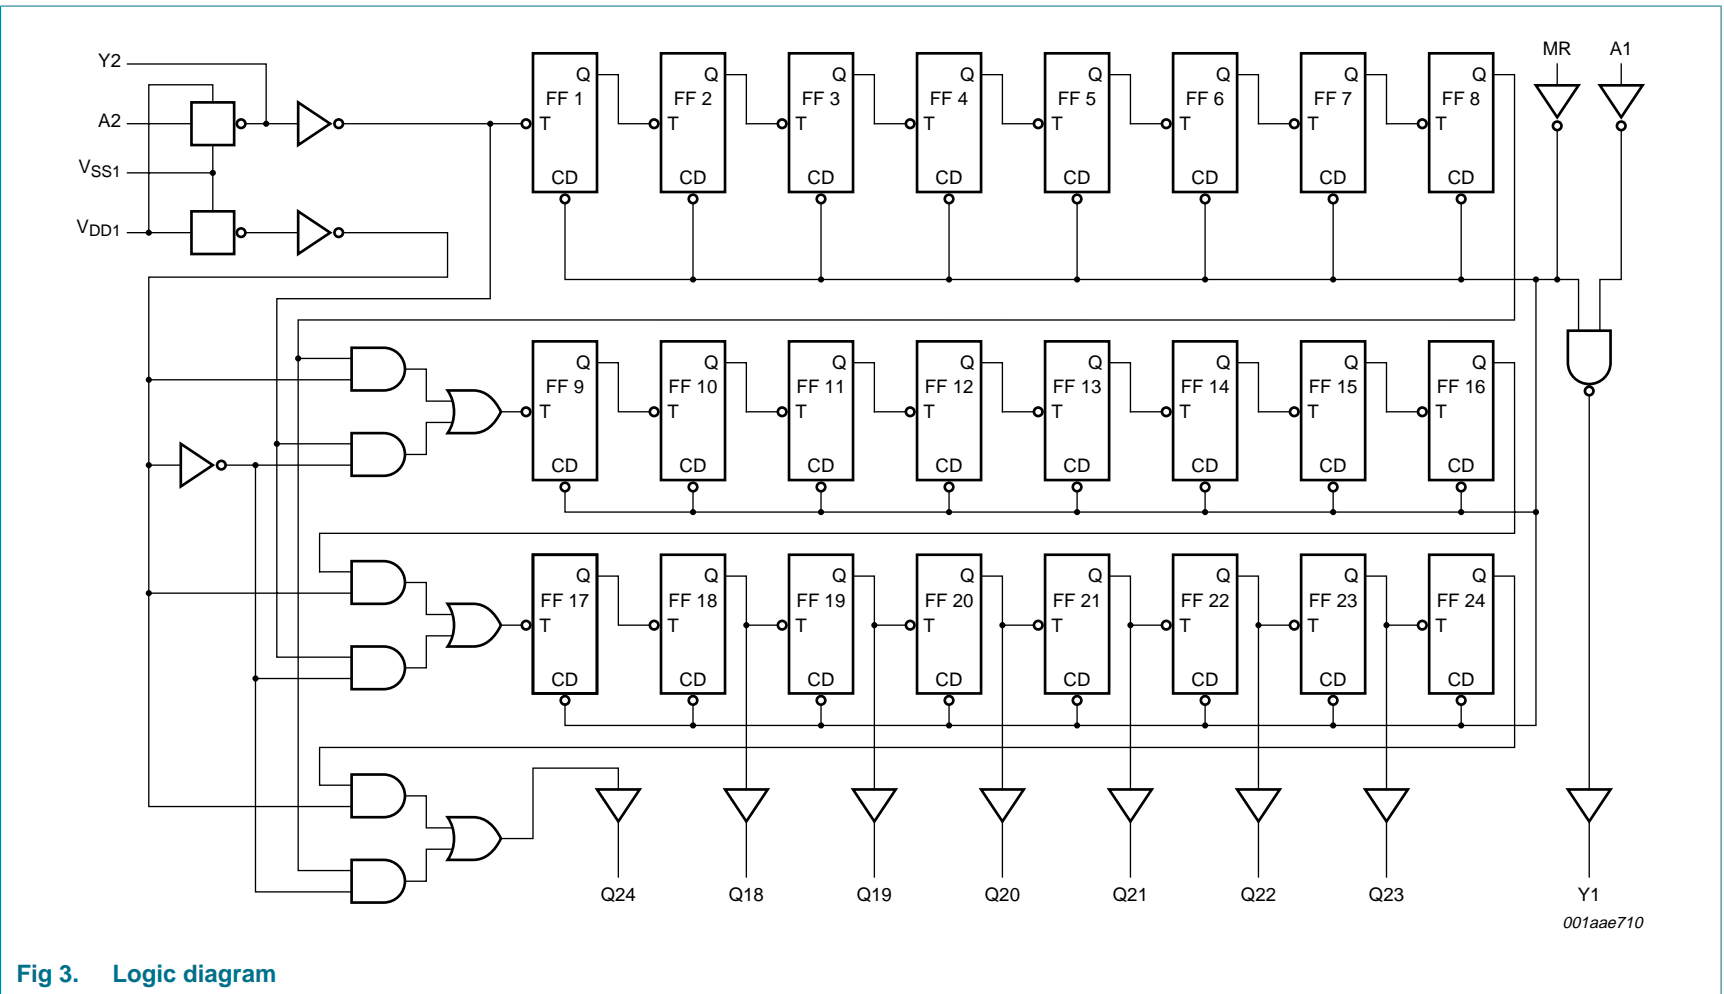 Y2
A2
VSS1
VDD1
MR
A1
Q Q Q Q Q Q Q Q
FF 1 FF 2 FF 3 FF 4 FF 5 FF 6 FF 7 FF 8
T T T T T T T T
CD CD CD CD CD CD CD CD
Q Q Q Q Q Q Q Q
FF 9 FF 10 FF 11 FF 12 FF 13 FF 14 FF 15 FF 16
T T T T T T T T
CD CD CD CD CD CD CD CD
Q Q Q Q Q Q Q Q
FF 17 FF 18 FF 19 FF 20 FF 21 FF 22 FF 23 FF 24
T T T T T T T T
CD CD CD CD CD CD CD CD
Q24 Q18 Q19 Q20 Q21 Q22 Q23 Y1
001aae710
Fig 3. Logic diagram